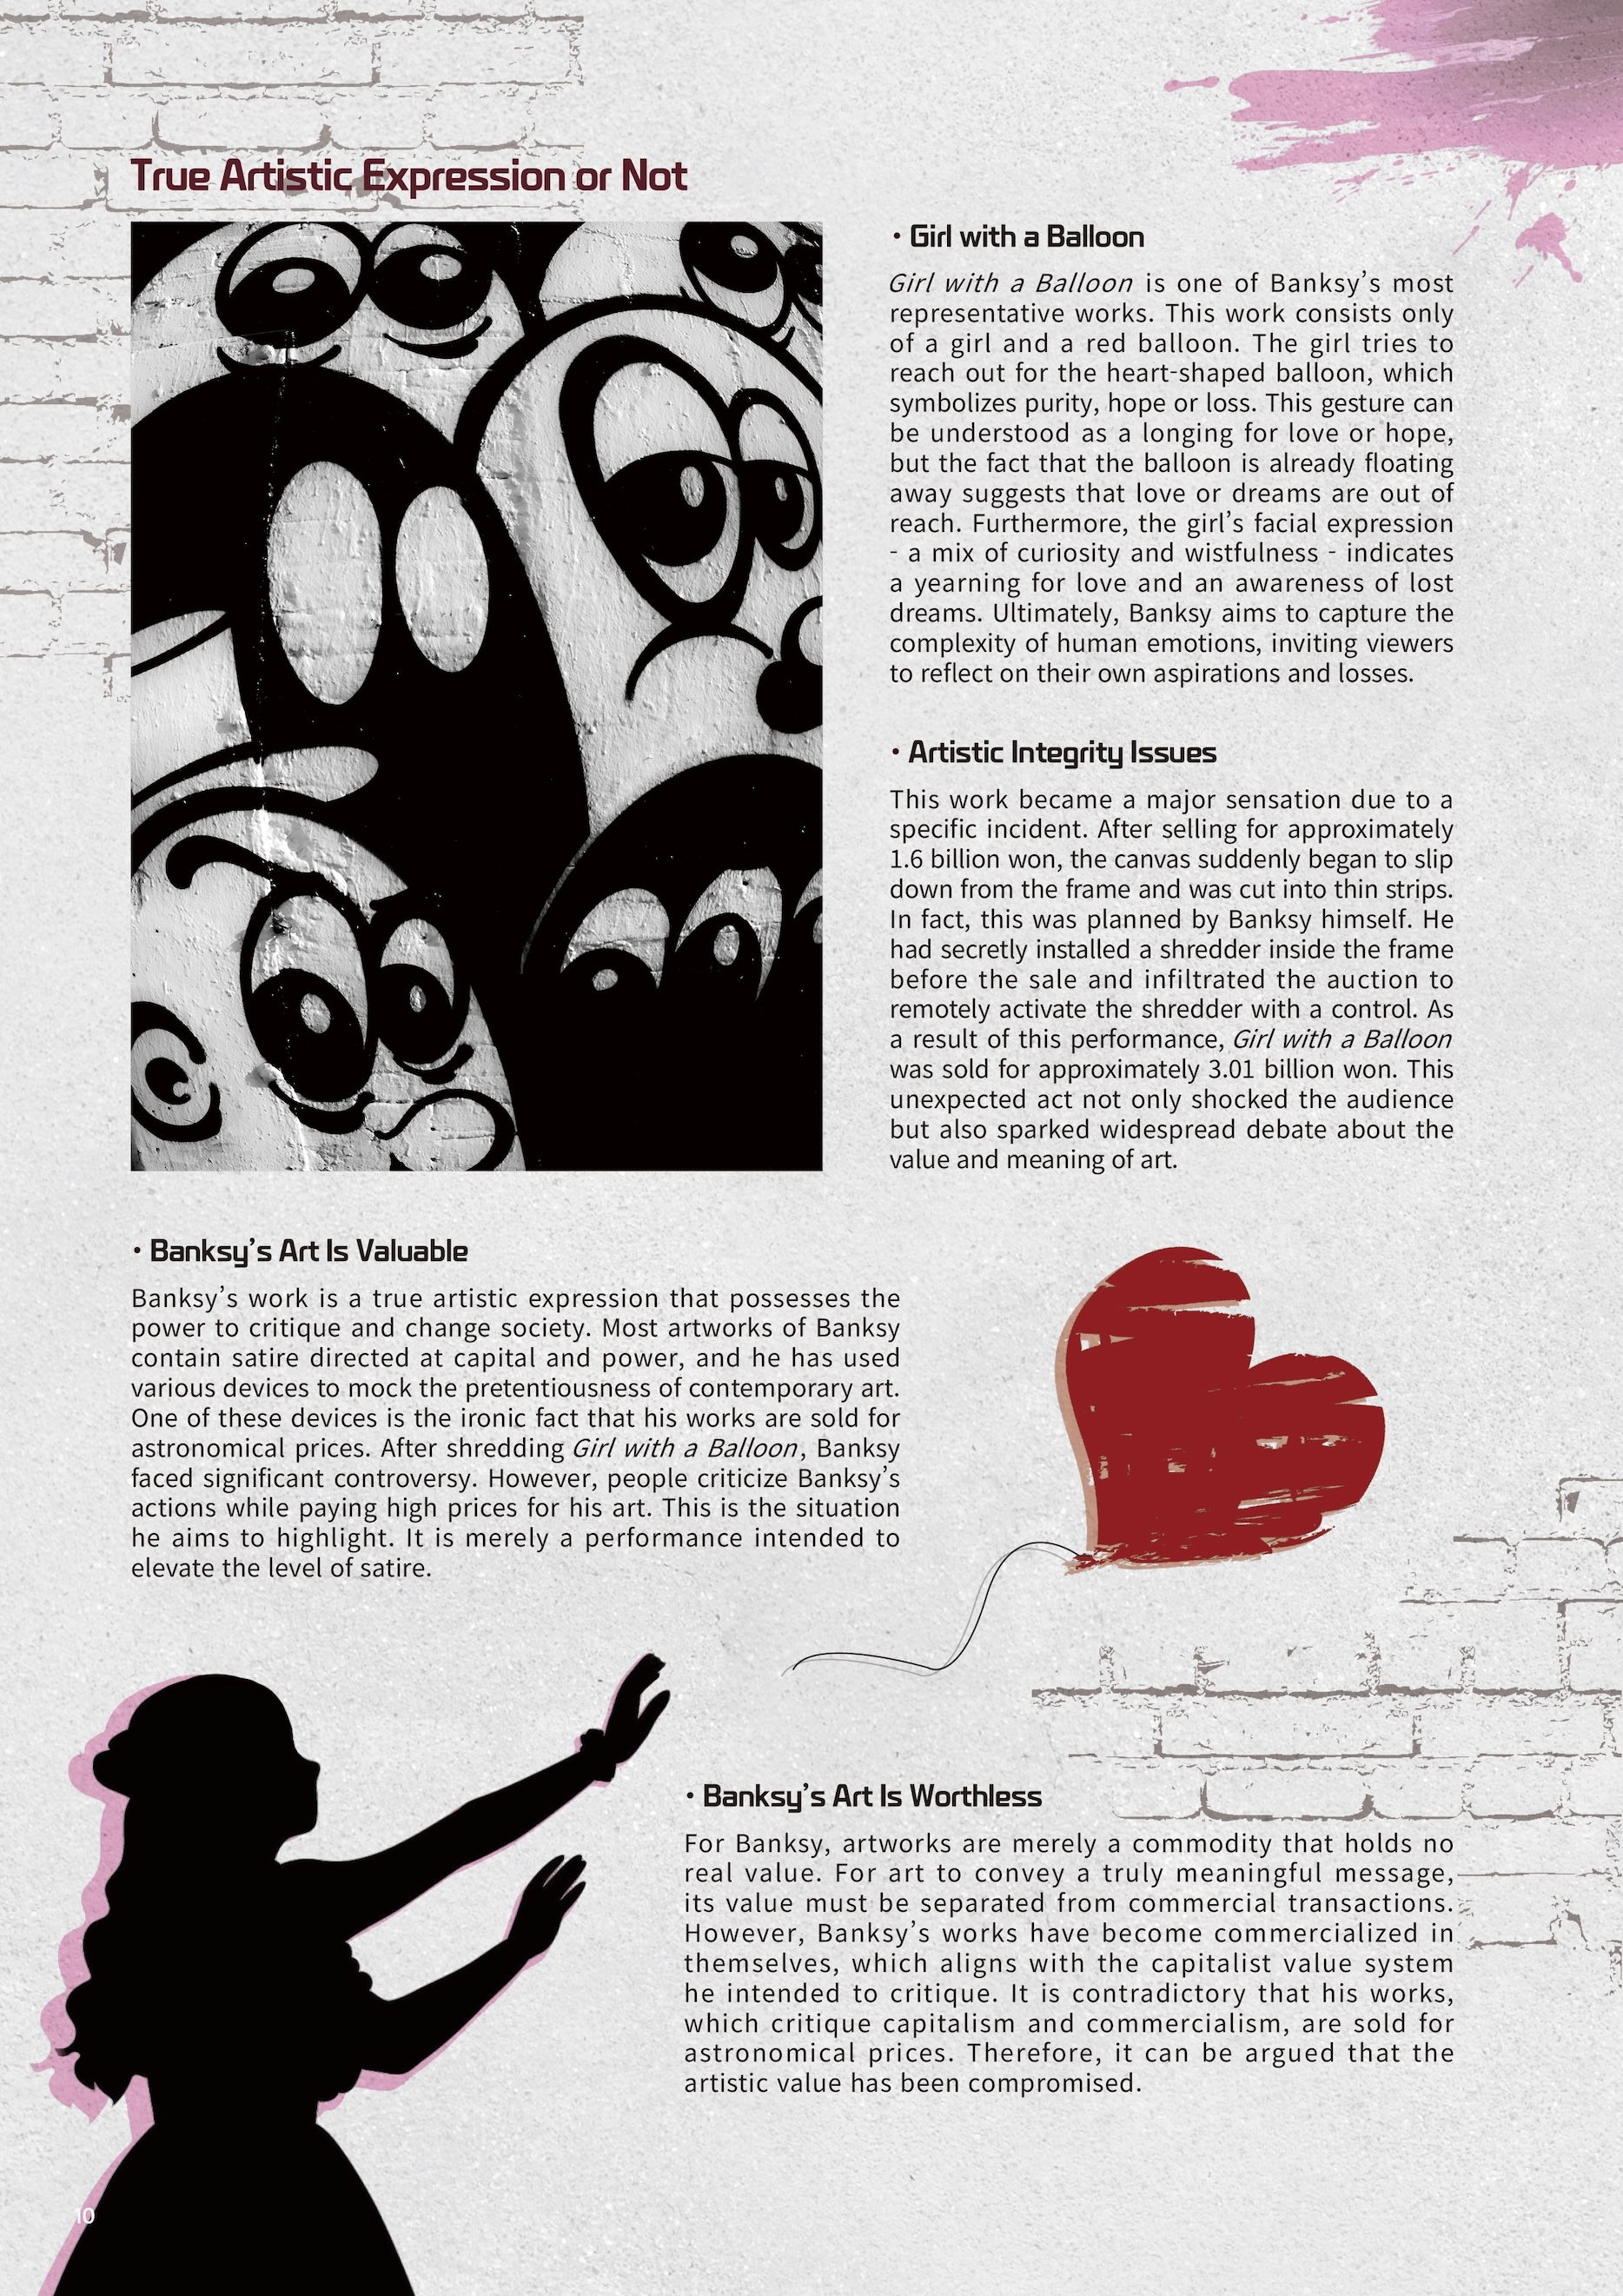 True Artistic Expression or Not
• Girl with a Balloon
Girl with a Balloon is one of Banksy’s most
representative works. This work consists only
of a girl and a red balloon. The girl tries to
reach out for the heart-shaped balloon, which
symbolizes purity, hope or loss. This gesture can
be understood as a longing for love or hope,
but the fact that the balloon is already floating
away suggests that love or dreams are out of
reach. Furthermore, the girl’s facial expression
- a mix of curiosity and wistfulness - indicates
a yearning for love and an awareness of lost
dreams. Ultimately, Banksy aims to capture the
complexity of human emotions, inviting viewers
to reflect on their own aspirations and losses.
• Artistic Integrity Issues
This work became a major sensation due to a
specific incident. After selling for approximately
1.6 billion won, the canvas suddenly began to slip
down from the frame and was cut into thin strips.
In fact, this was planned by Banksy himself. He
had secretly installed a shredder inside the frame
before the sale and infiltrated the auction to
remotely activate the shredder with a control. As
a result of this performance, Girl with a Balloon
was sold for approximately 3.01 billion won. This
unexpected act not only shocked the audience
but also sparked widespread debate about the
value and meaning of art.
• Banksy’s Art Is Valuable
Banksy’s work is a true artistic expression that possesses the
power to critique and change society. Most artworks of Banksy
contain satire directed at capital and power, and he has used
various devices to mock the pretentiousness of contemporary art.
One of these devices is the ironic fact that his works are sold for
astronomical prices. After shredding Girl with a Balloon, Banksy
faced significant controversy. However, people criticize Banksy’s
actions while paying high prices for his art. This is the situation
he aims to highlight. It is merely a performance intended to
elevate the level of satire.
• Banksy’s Art Is Worthless
For Banksy, artworks are merely a commodity that holds no
real value. For art to convey a truly meaningful message,
its value must be separated from commercial transactions.
However, Banksy’s works have become commercialized in
themselves, which aligns with the capitalist value system
he intended to critique. It is contradictory that his works,
which critique capitalism and commercialism, are sold for
astronomical prices. Therefore, it can be argued that the
artistic value has been compromised.
10